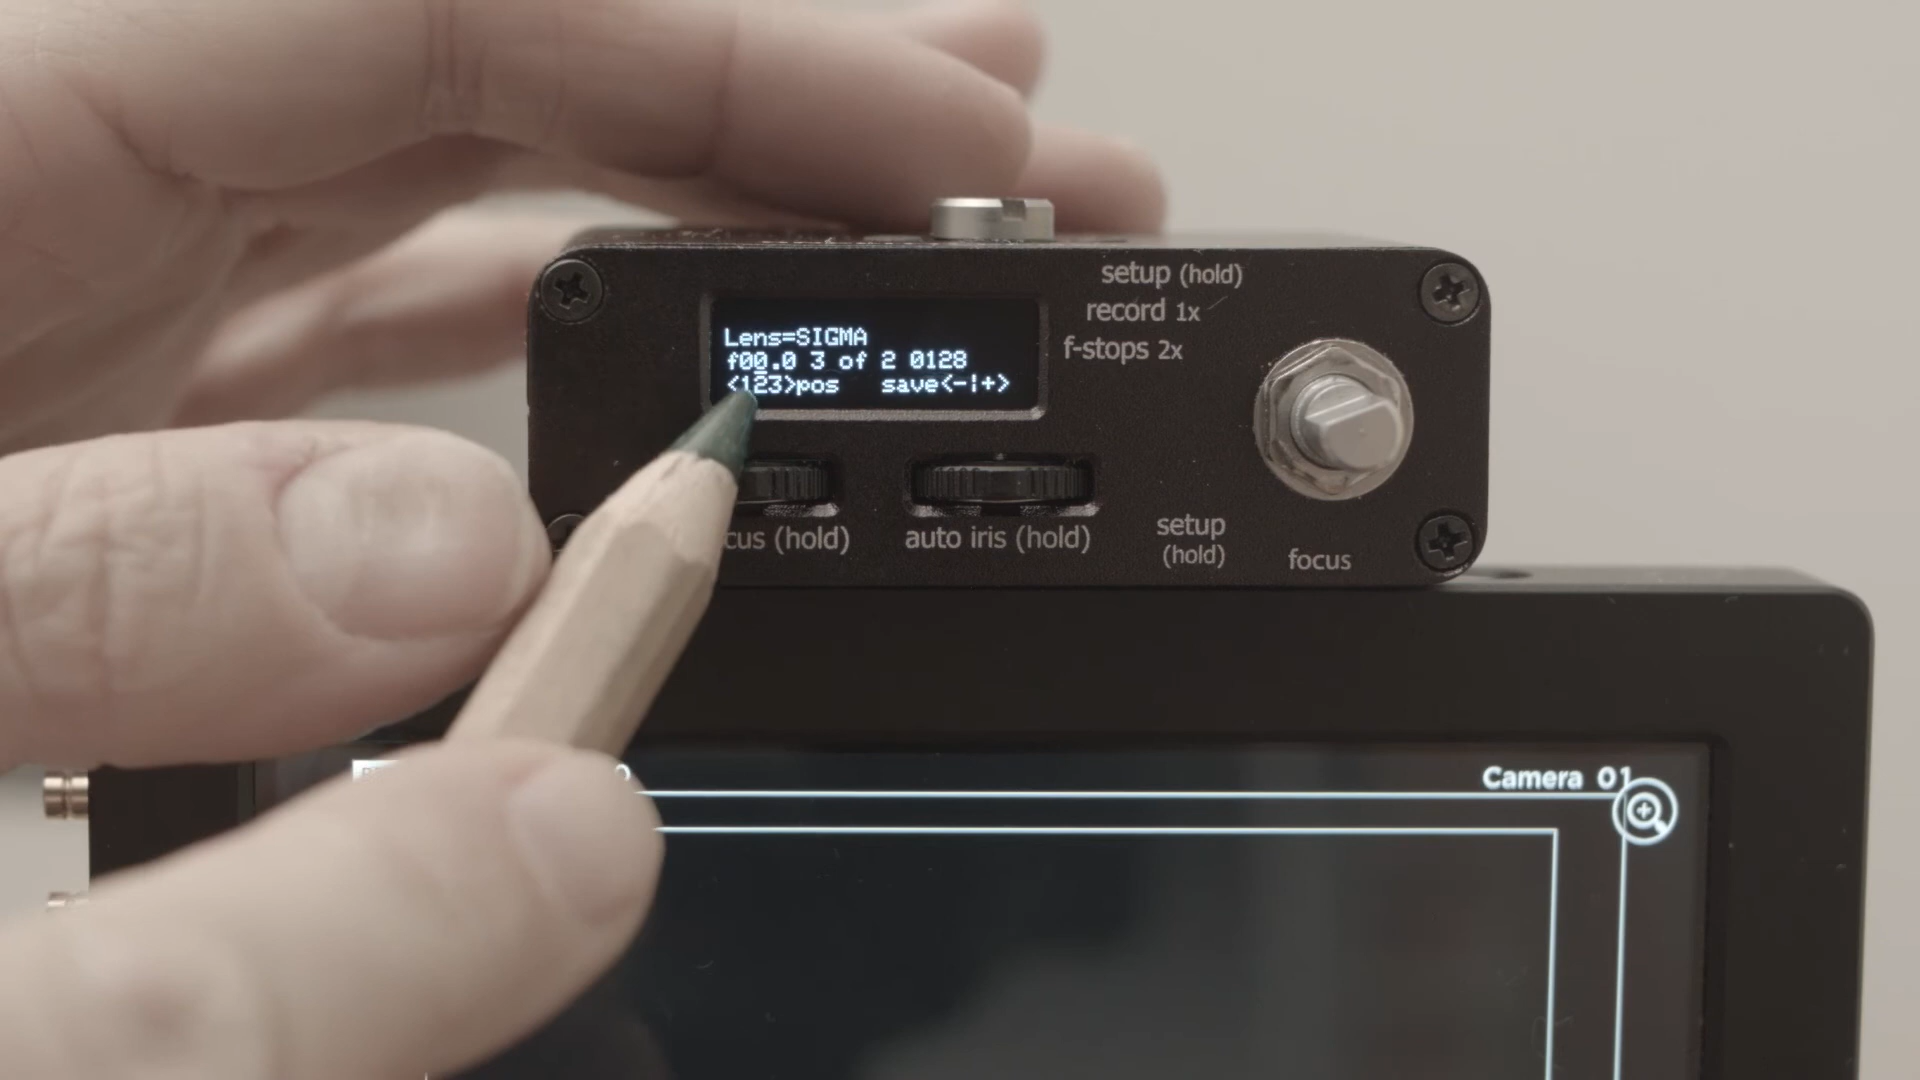 setup (hold)
record 1x
f-stops 2x
Lens=SIGMA
f00.0 3 of 2 0128
<123>pos save<-|+>
(hold)
auto iris (hold)
setup
(hold)
focus
Camera 01